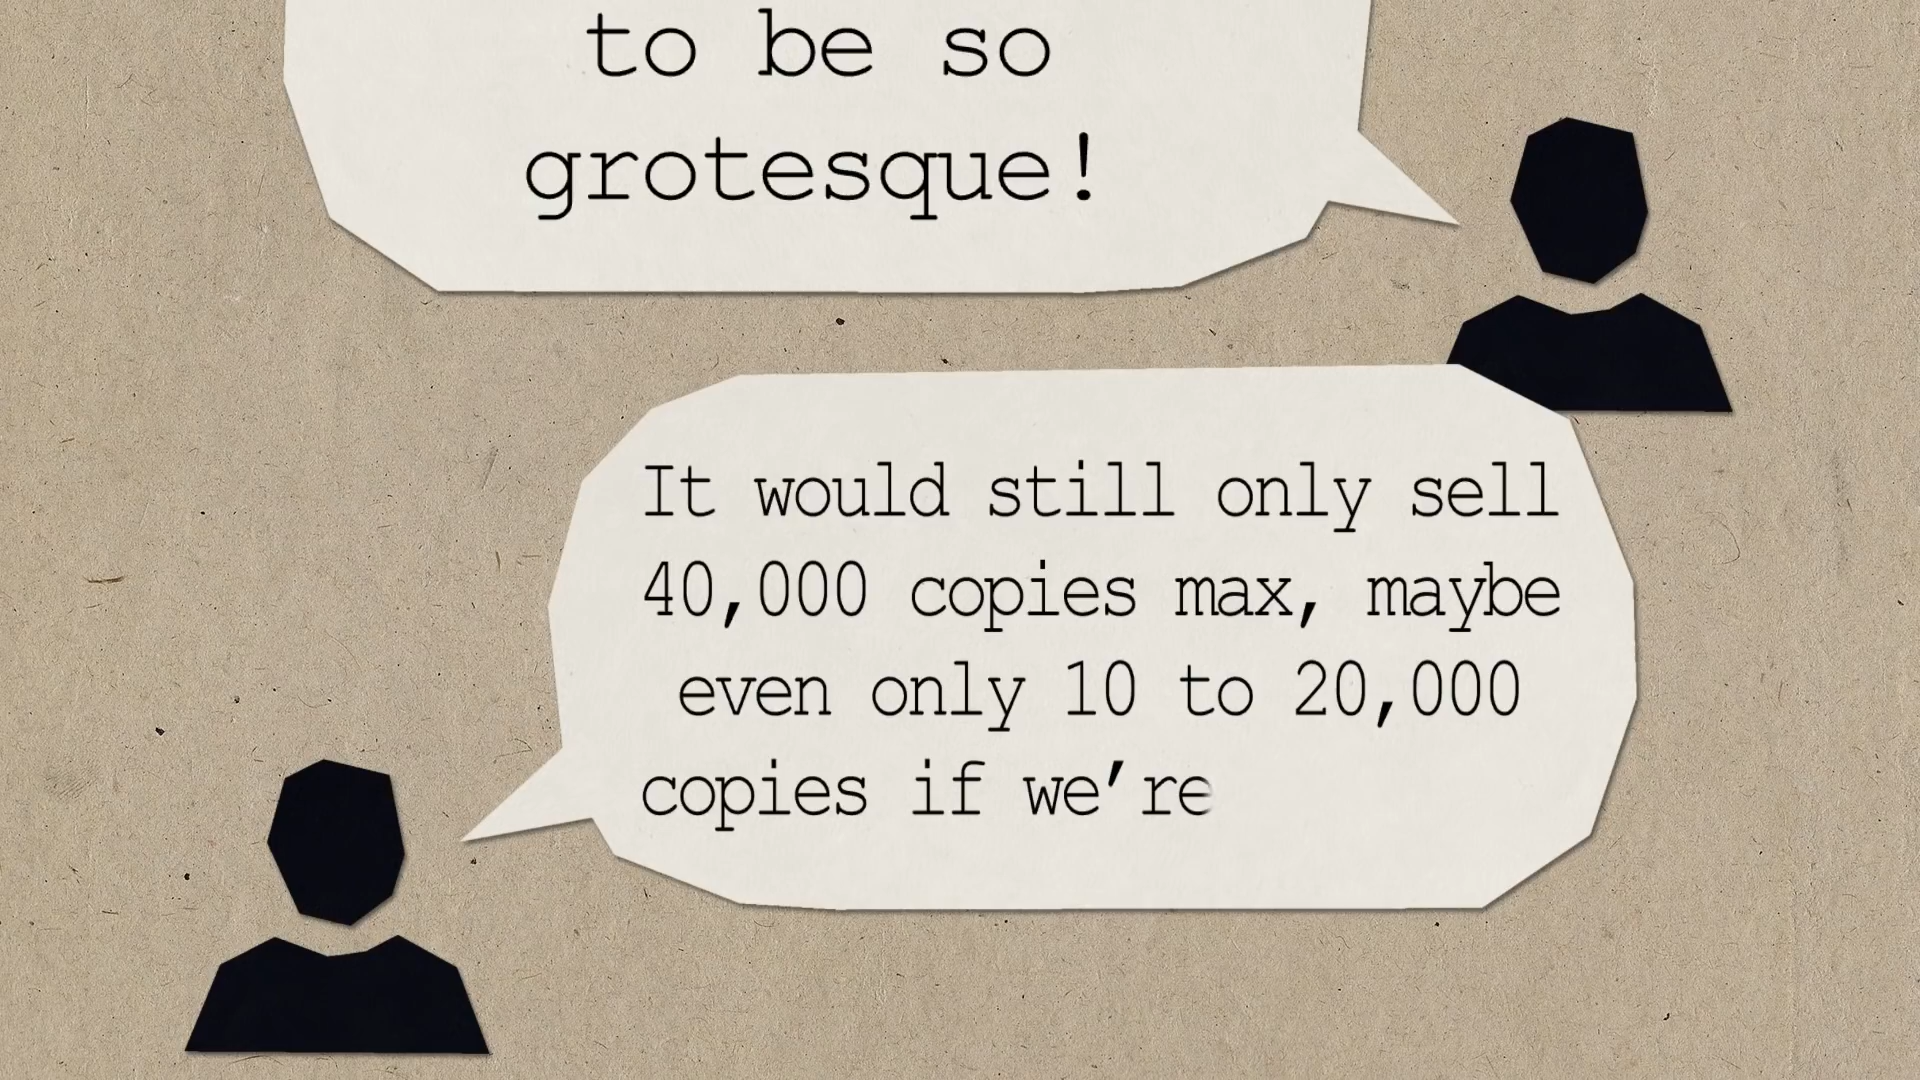 to be so
grotesque!
It would still only sell
40,000 copies max, maybe
even only 10 to 20,000
copies if we’re